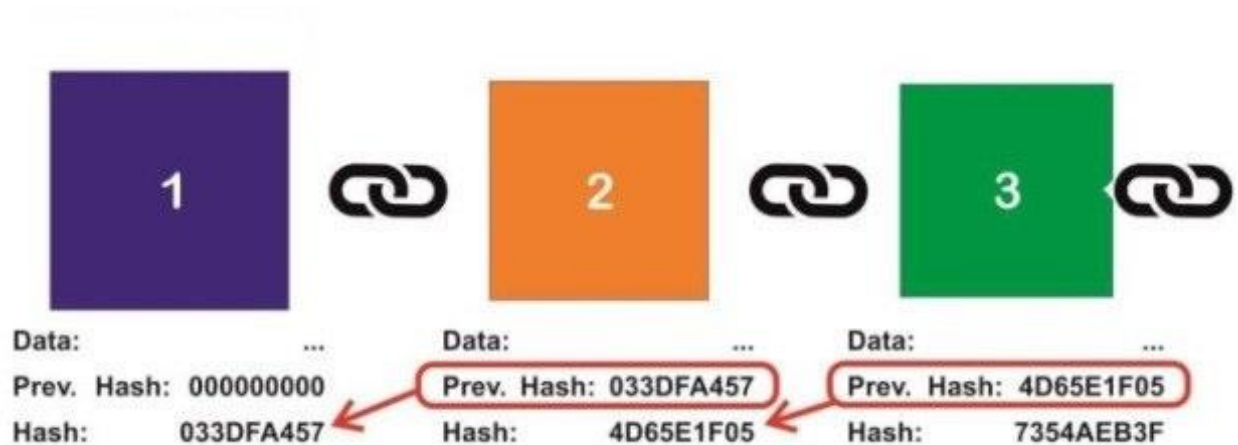 1
2
3
Data: ...
Prev. Hash: 000000000
Hash: 033DFA457
Data: ...
Prev. Hash: 033DFA457
Hash: 4D65E1F05
Data: ...
Prev. Hash: 4D65E1F05
Hash: 7354AEB3F